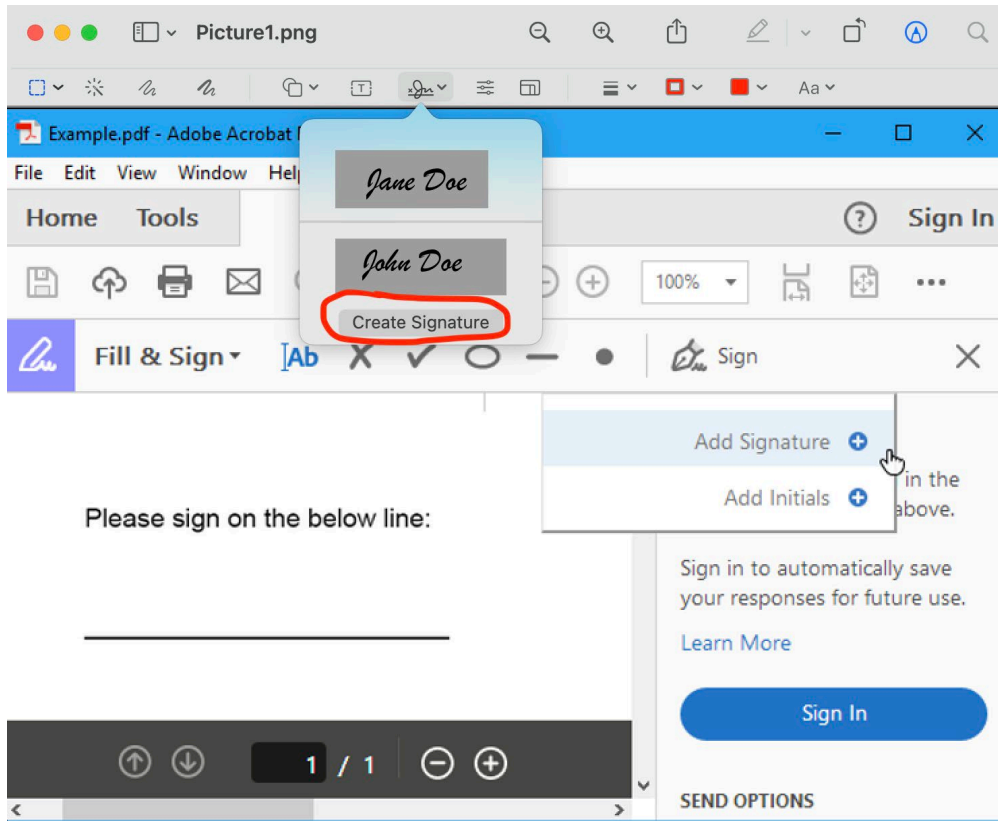 Picture1.png
T
Aa
Example.pdf - Adobe Acrobat
File Edit View Window Hel
Jane Doe
John Doe
Create Signature
Home Tools
? Sign In
100%
Fill & Sign
Ab
Sign
Add Signature
Add Initials
in the
above.
Please sign on the below line:
Sign in to automatically save
your responses for future use.
Learn More
Sign In
1 / 1
SEND OPTIONS